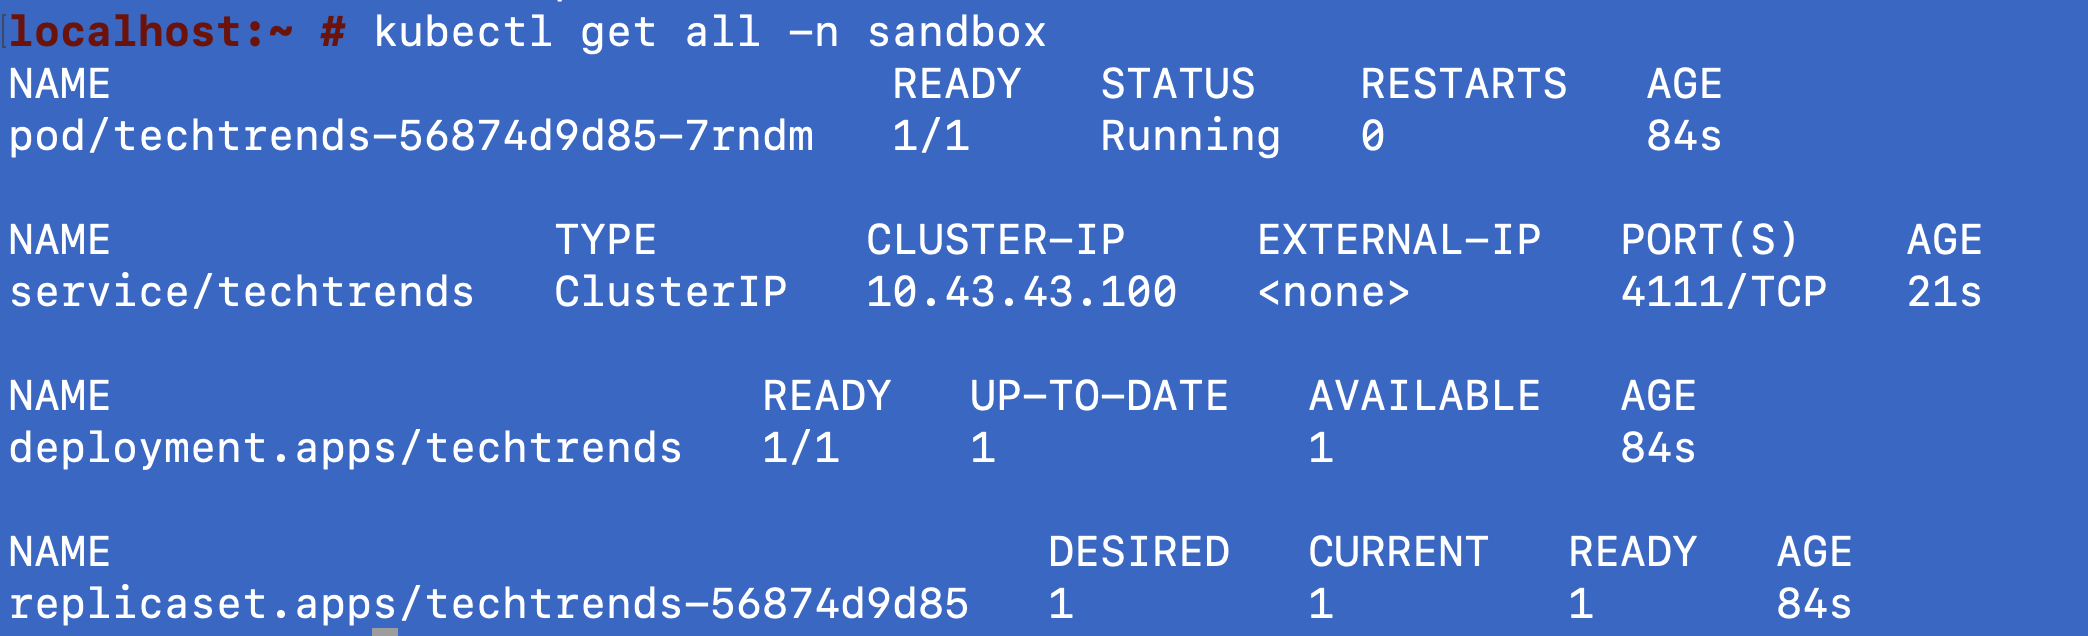 localhost:~ # kubectl get all -n sandbox
NAME READY STATUS RESTARTS AGE
pod/techtrends-56874d9d85-7rndm 1/1 Running 0 84s
NAME TYPE CLUSTER-IP EXTERNAL-IP PORT(S) AGE
service/techtrends ClusterIP 10.43.43.100 <none> 4111/TCP 21s
NAME READY UP-TO-DATE AVAILABLE AGE
deployment.apps/techtrends 1/1 1 1 84s
NAME DESIRED CURRENT READY AGE
replicaset.apps/techtrends-56874d9d85 1 1 1 84s